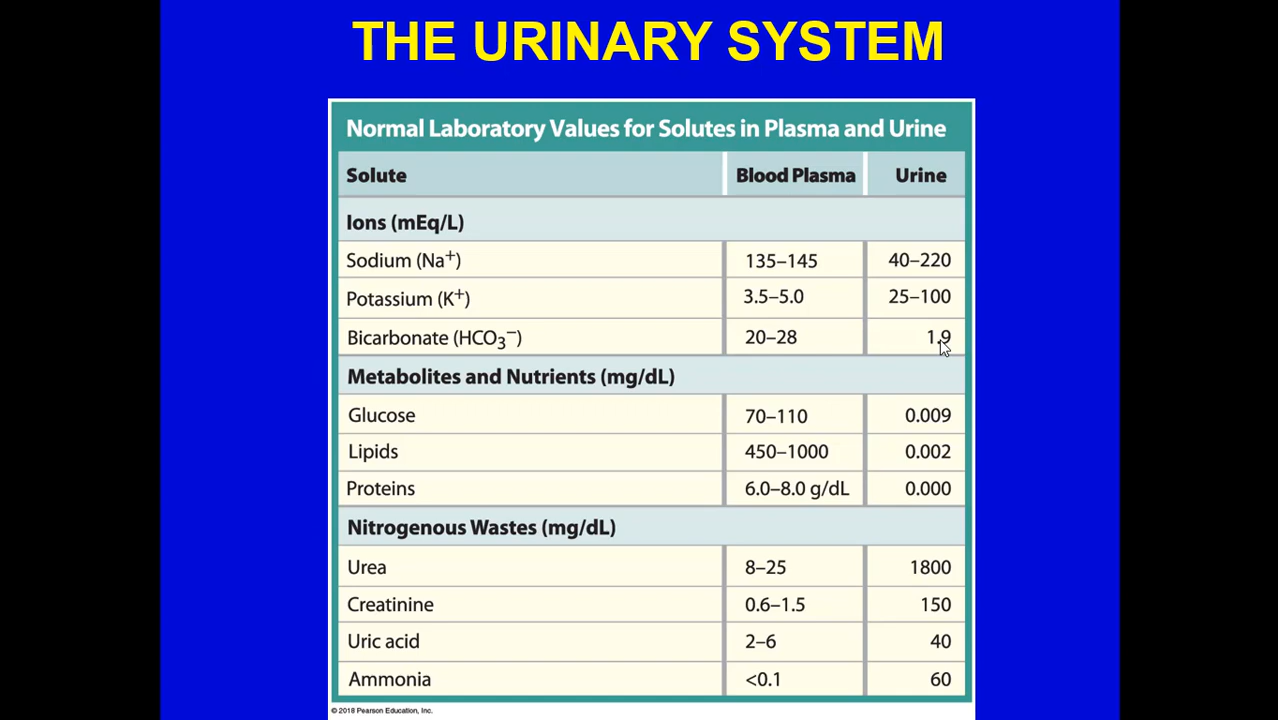 THE URINARY SYSTEM
Normal Laboratory Values for Solutes in Plasma and Urine
Solute Blood Plasma Urine
Ions (mEq/L)
Sodium (Na⁺) 135–145 40–220
Potassium (K⁺) 3.5–5.0 25–100
Bicarbonate (HCO₃⁻) 20–28 1.9
Metabolites and Nutrients (mg/dL)
Glucose 70–110 0.009
Lipids 450–1000 0.002
Proteins 6.0–8.0 g/dL 0.000
Nitrogenous Wastes (mg/dL)
Urea 8–25 1800
Creatinine 0.6–1.5 150
Uric acid 2–6 40
Ammonia <0.1 60
© 2018 Pearson Education, Inc.